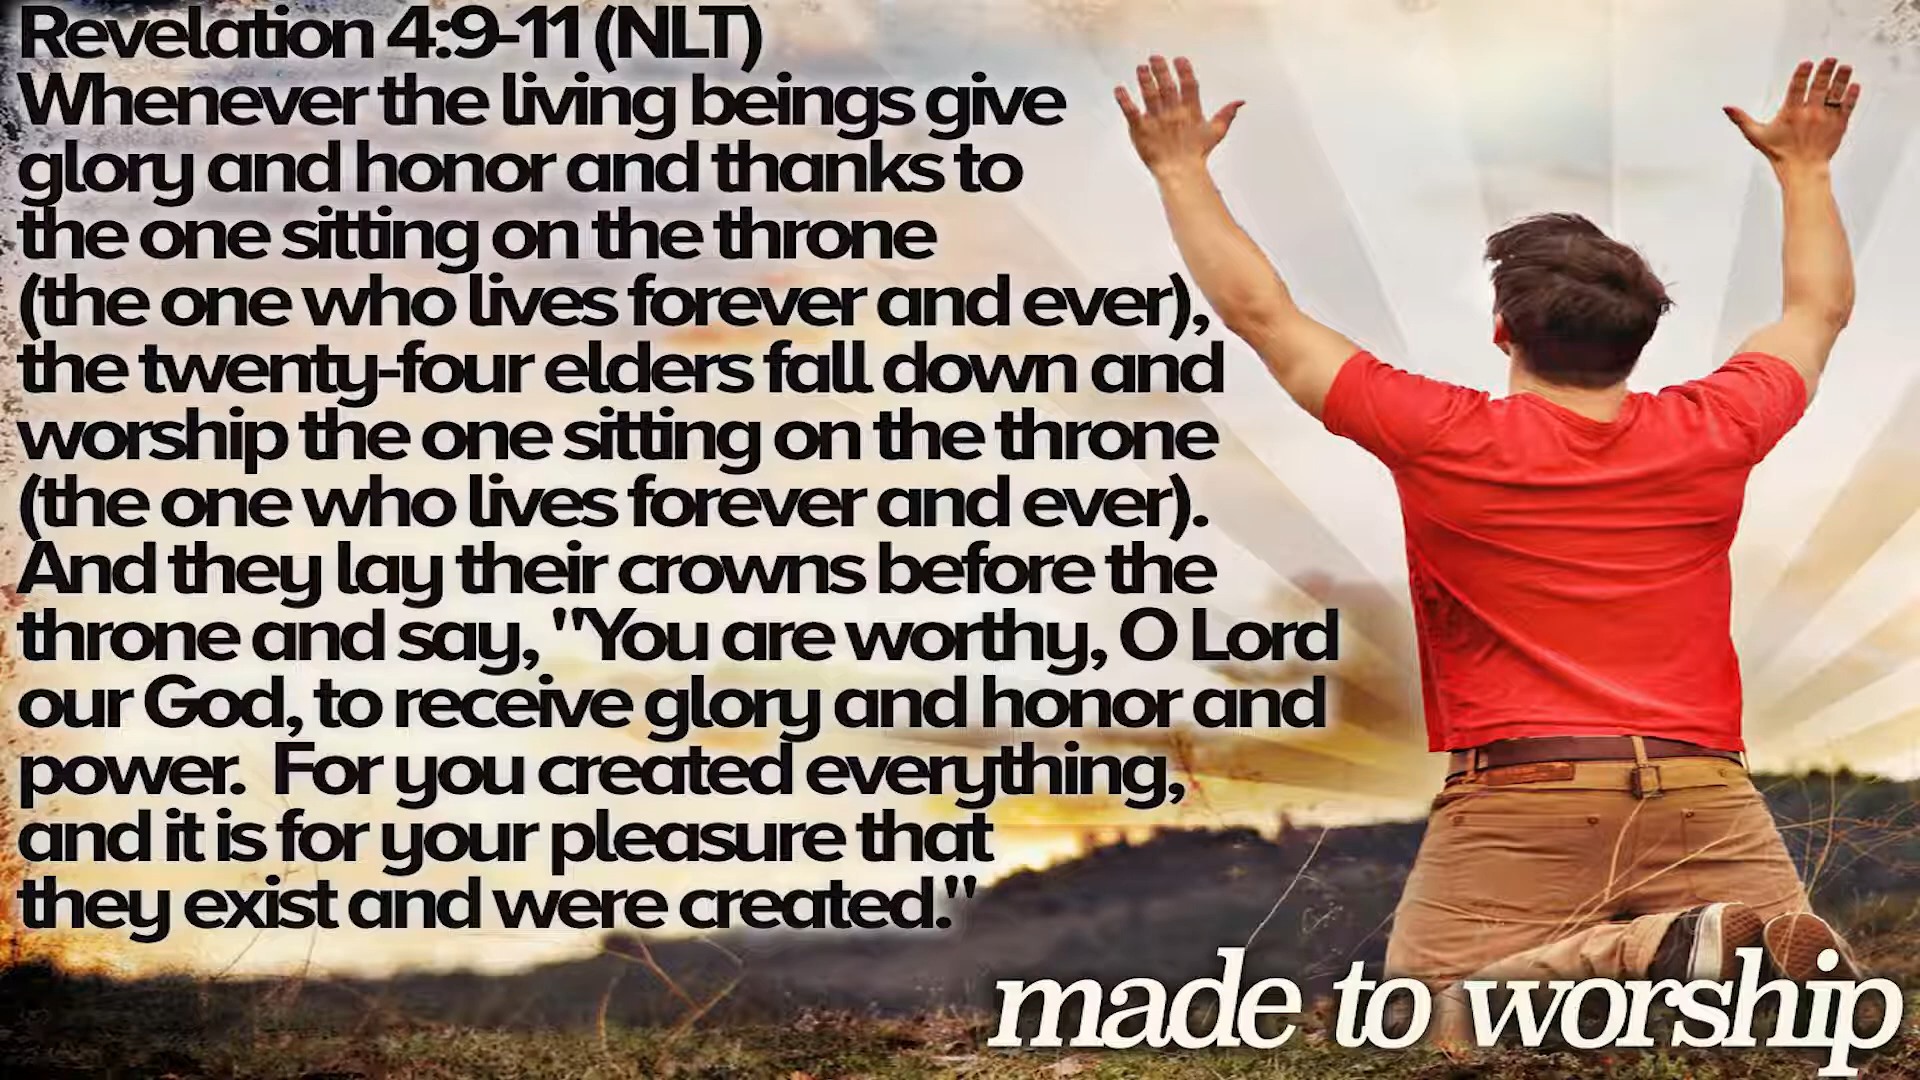 Revelation 4:9-11 (NLT)
Whenever the living beings give
glory and honor and thanks to
the one sitting on the throne
(the one who lives forever and ever),
the twenty-four elders fall down and
worship the one sitting on the throne
(the one who lives forever and ever).
And they lay their crowns before the
throne and say, "You are worthy, O Lord
our God, to receive glory and honor and
power.  For you created everything,
and it is for your pleasure that
they exist and were created."
made to worship